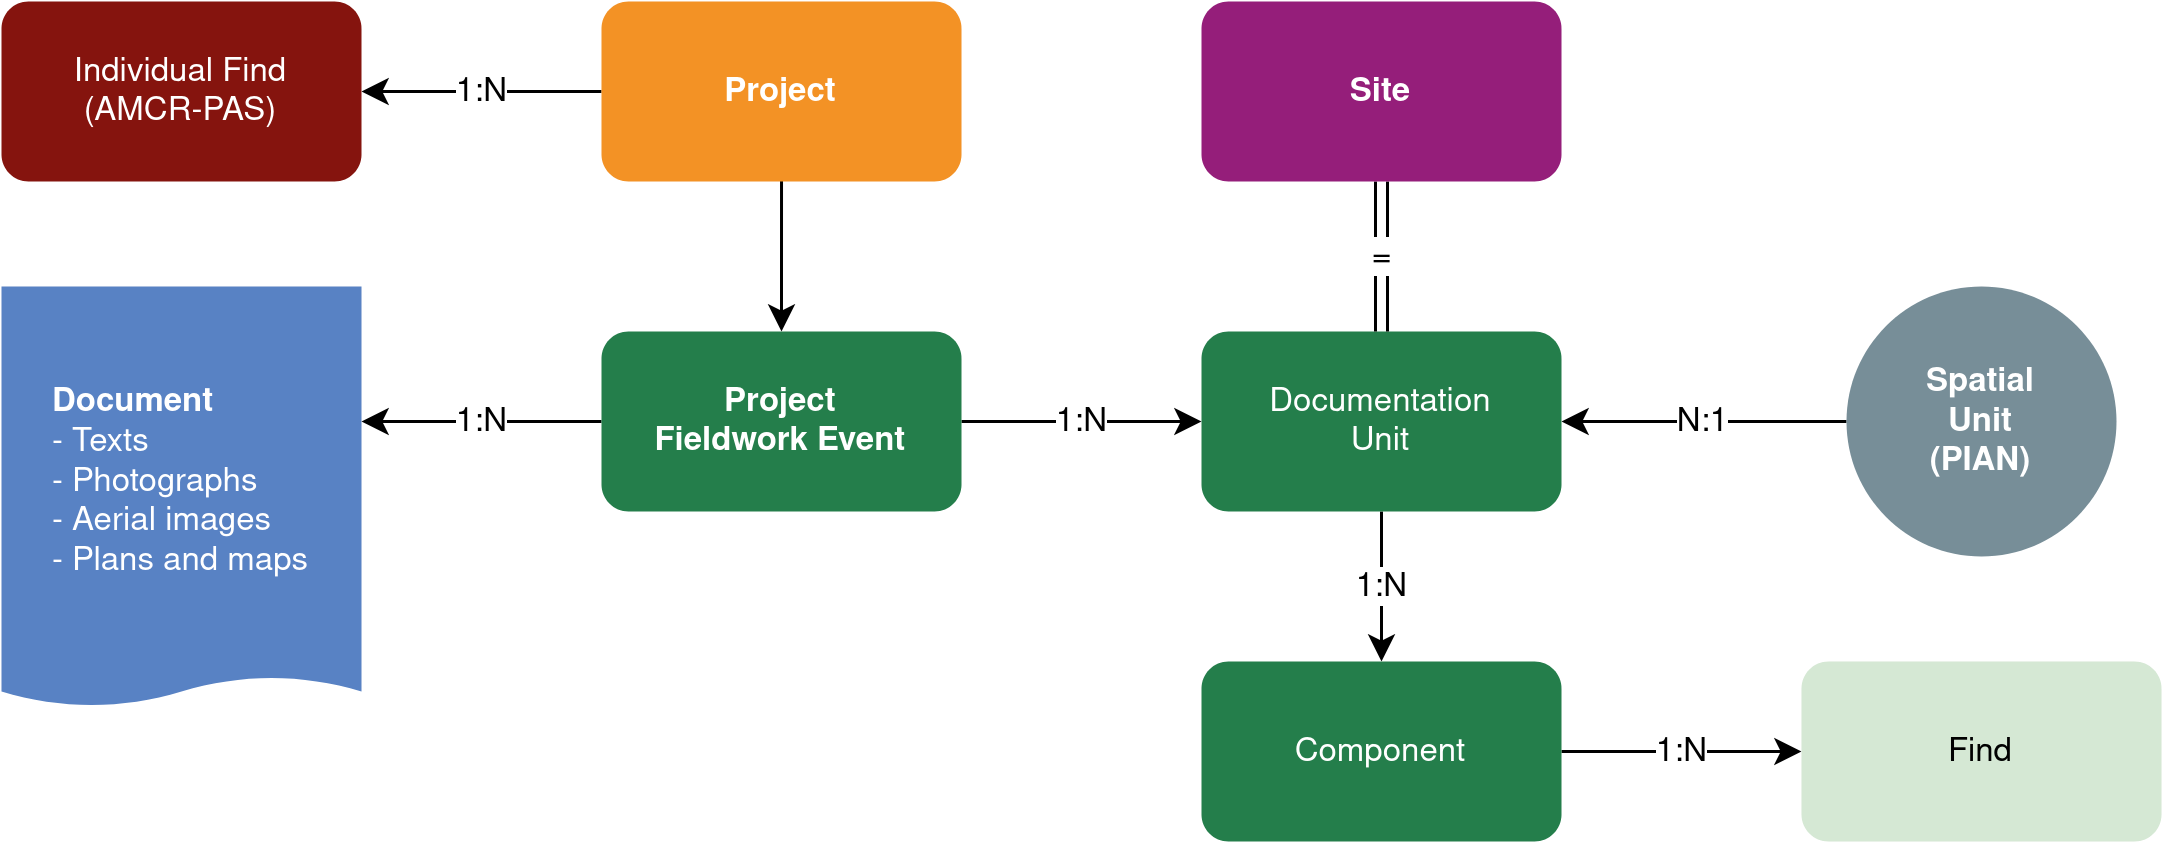 Individual Find
(AMCR-PAS)
1:N
Project
Site
=
Document
- Texts
- Photographs
- Aerial images
- Plans and maps
1:N
Project
Fieldwork Event
1:N
Documentation
Unit
N:1
Spatial
Unit
(PIAN)
1:N
Component
1:N
Find